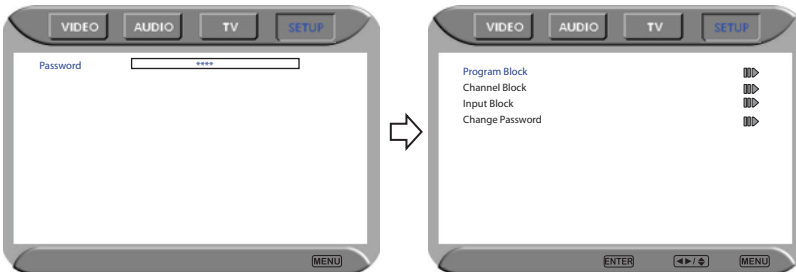 VIDEO AUDIO TV SETUP
Password ****
MENU
VIDEO AUDIO TV SETUP
Program Block
Channel Block
Input Block
Change Password
ENTER ◀▶/◆ MENU